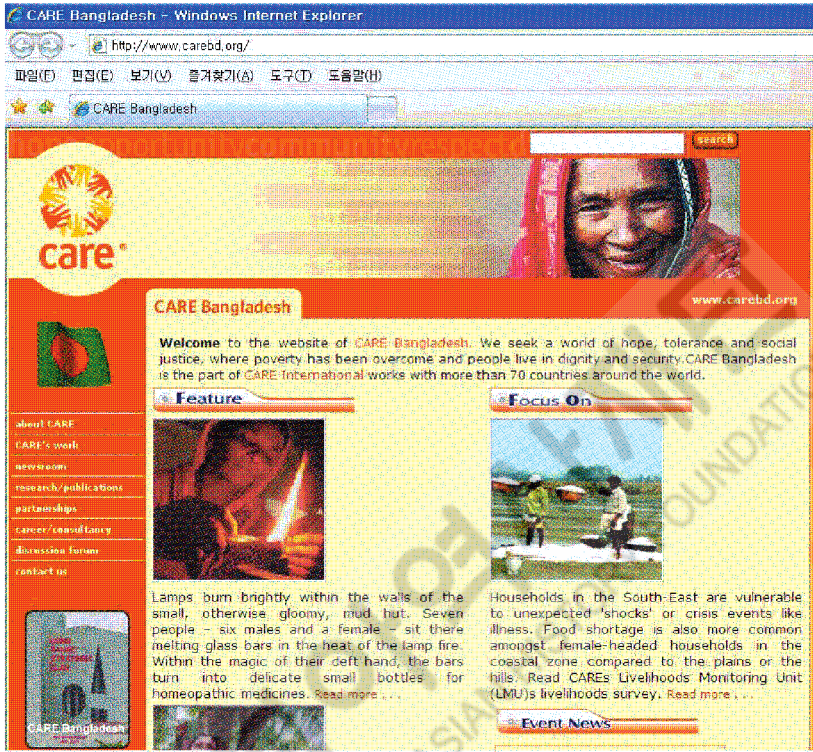 CARE Bangladesh - Windows Internet Explorer
http://www.carebd.org/
파일(F) 편집(E) 보기(V) 즐겨찾기(A) 도구(T) 도움말(H)
CARE Bangladesh
opportunitycommunityrespect
search
care
www.carebd.org
CARE Bangladesh
Welcome to the website of CARE Bangladesh. We seek a world of hope, tolerance and social
justice, where poverty has been overcome and people live in dignity and security.CARE Bangladesh
is the part of CARE International works with more than 70 countries around the world.
about CARE
CARE's work
newsroom
research/publications
partnerships
career/consultancy
discussion forum
contact us
CARE Bangladesh
Feature
Lamps burn brightly within the walls of the
small, otherwise gloomy, mud hut. Seven
people - six males and a female - sit there
melting glass bars in the heat of the lamp fire.
Within the magic of their deft hand, the bars
turn into delicate small bottles for
homeopathic medicines. Read more . . .
Focus On
Households in the South-East are vulnerable
to unexpected 'shocks' or crisis events like
illness. Food shortage is also more common
amongst female-headed households in the
coastal zone compared to the plains or the
hills. Read CAREs Livelihoods Monitoring Unit
(LMU)s livelihoods survey. Read more . . .
Event News